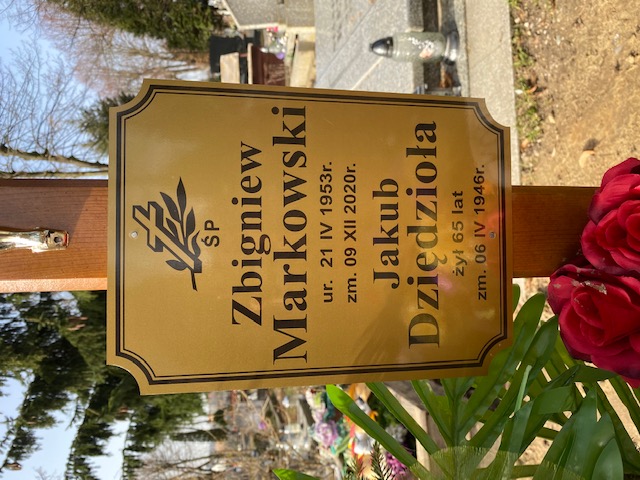 ŚP
Zbigniew
Markowski
ur. 21 IV 1953r.
zm. 09 XII 2020r.
Jakub
Dziędzioła
żył 65 lat
zm. 06 IV 1946r.